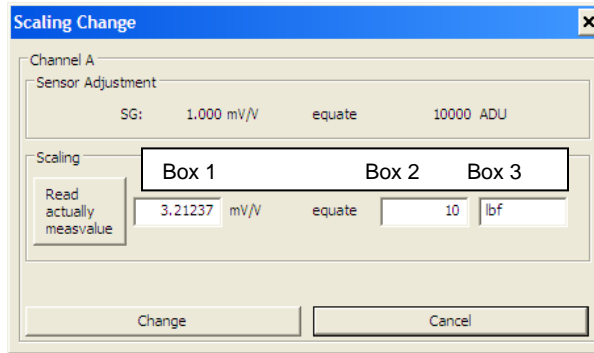 Scaling Change
Channel A
Sensor Adjustment
SG: 1.000 mV/V equate 10000 ADU
Scaling
Box 1 Box 2 Box 3
Read
actually
measvalue
3.21237 mV/V equate 10 lbf
Change Cancel